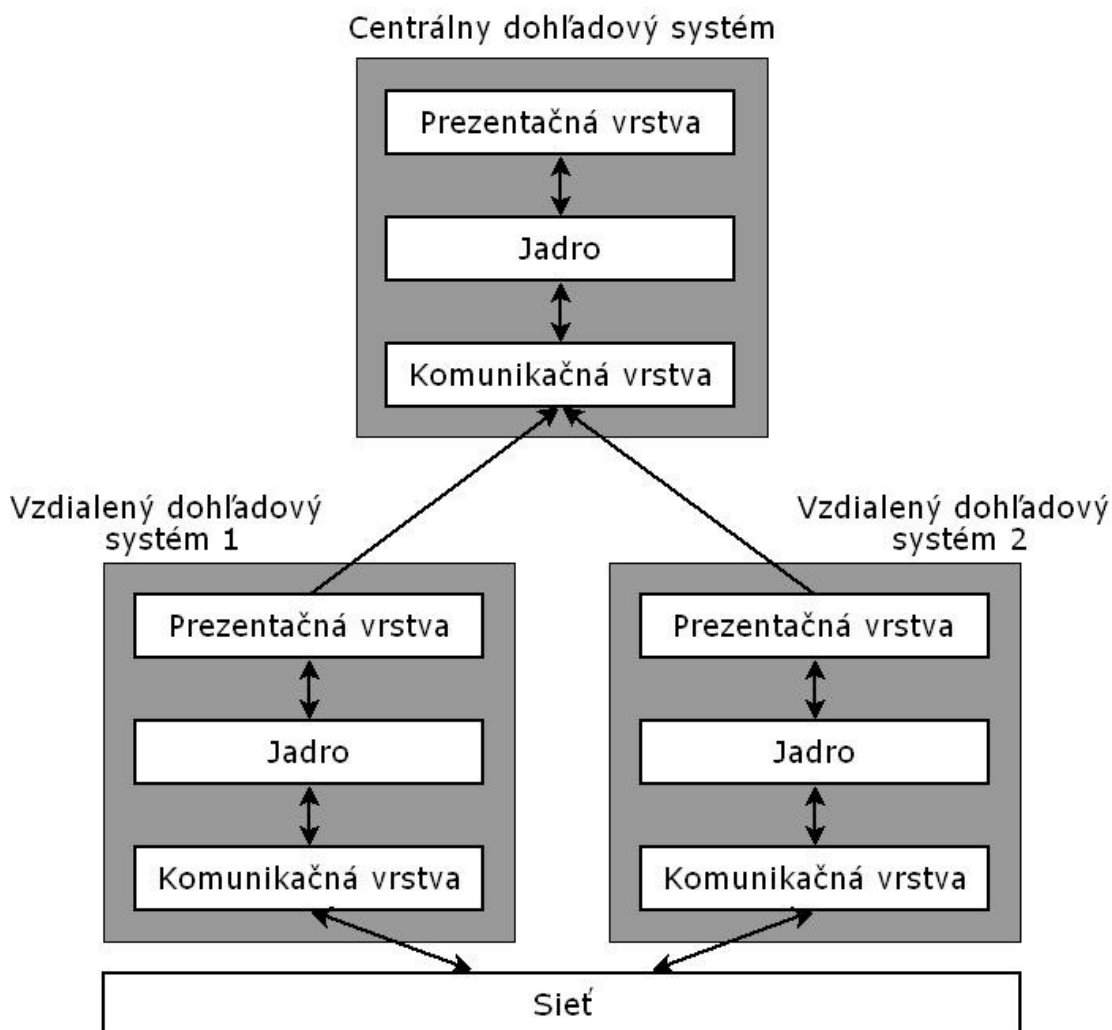 Centrálny dohľadový systém
Prezentačná vrstva
Jadro
Komunikačná vrstva
Vzdialený dohľadový
systém 1
Prezentačná vrstva
Jadro
Komunikačná vrstva
Vzdialený dohľadový
systém 2
Prezentačná vrstva
Jadro
Komunikačná vrstva
Sieť